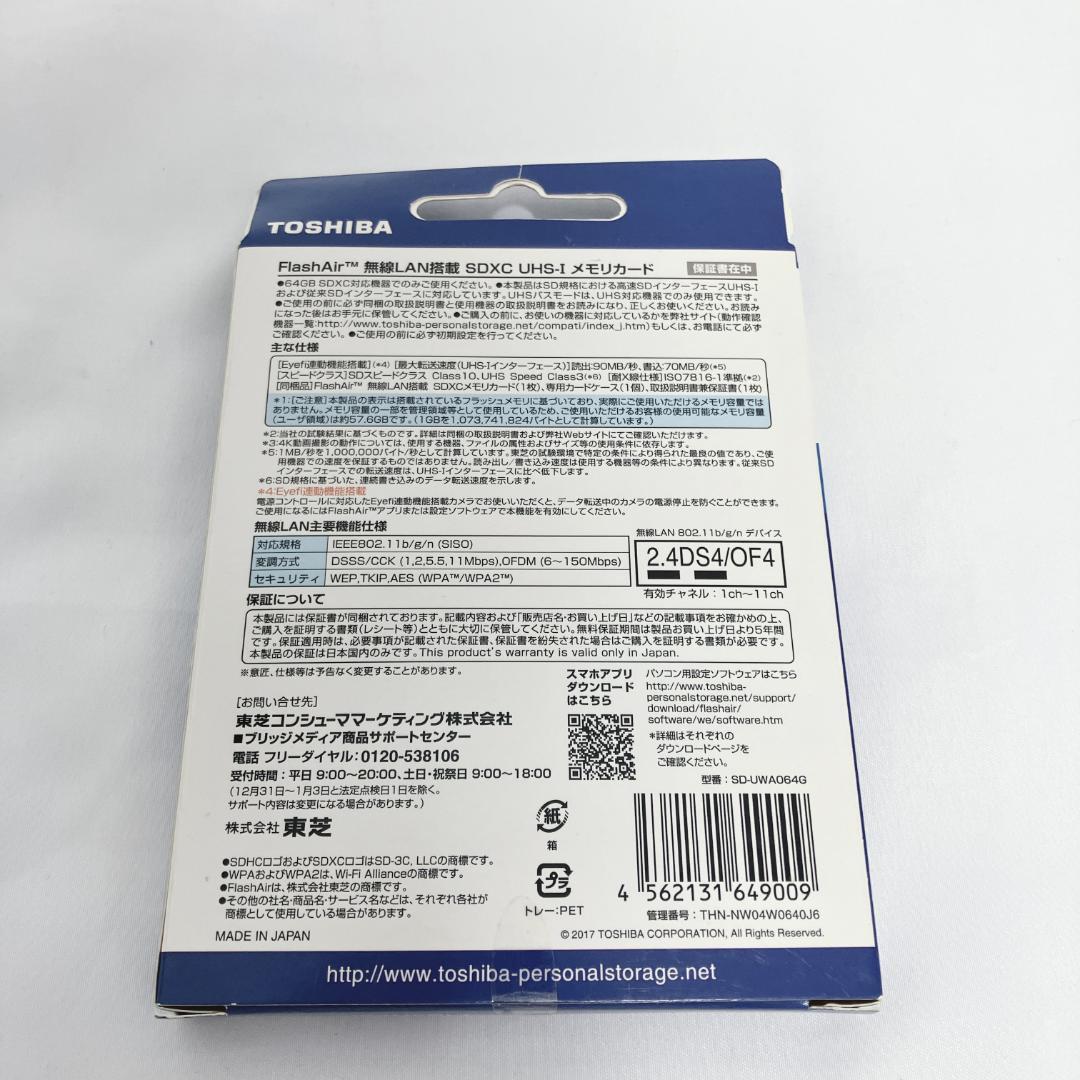 TOSHIBA
FlashAir™ 無線LAN搭載 SDXC UHS-I メモリカード 保証書在中
●64GB SDXC対応機器でのみご使用ください。●本製品はSD規格における高速SDインターフェースUHS-I
および従来SDインターフェースに対応しています。UHSバスモードは、UHS対応機器でのみ使用できます。
●ご使用の前に必ず同梱の取扱説明書と使用機器の取扱説明書をお読みになり、正しくお使いください。お読み
になった後はお手元に保管してください。●ご購入の前に、お使いの機器に対応しているかを弊社サイト(動作確認
機器一覧:http://www.toshiba-personalstorage.net/compati/index_j.htm)もしくは、お電話にて必ず
ご確認ください。●ご使用の前に必ず初期設定を行ってください。
主な仕様
[Eyefi連動機能搭載](*4) [最大転送速度(UHS-Iインターフェース)]読出:90MB/秒、書込:70MB/秒(*5)
[スピードクラス]SDスピードクラス Class10、UHS Speed Class3(*6) [耐X線仕様]ISO7816-1準拠(*2)
[同梱品]FlashAir™ 無線LAN搭載 SDXCメモリカード(1枚)、専用カードケース(1個)、取扱説明書兼保証書(1枚)
*1:[ご注意]本製品の表示は搭載されているフラッシュメモリに基づいており、実際にご使用いただけるメモリ容量では
ありません。メモリ容量の一部を管理領域等として使用しているため、ご使用いただけるお客様の使用可能なメモリ容量
(ユーザ領域)は約57.6GBです。(1GBを1,073,741,824バイトとして計算しています。)
*2:当社の試験結果に基づくものです。詳細は同梱の取扱説明書および弊社Webサイトにてご確認いただけます。
*3:4K動画撮影の動作については、使用する機器、ファイルの属性およびサイズ等の使用条件に依存します。
*5:1MB/秒を1,000,000バイト/秒として計算しています。東芝の試験環境で特定の条件により得られた最良の値であり、ご使
用機器での速度を保証するものではありません。読み出し/書き込み速度は使用する機器等の条件により異なります。従来SD
インターフェースでの転送速度は、UHS-Iインターフェースに比べ低下します。
*6:SD規格に基づいた、連続書き込みのデータ転送速度を示します。
*4:Eyefi連動機能搭載
電源コントロールに対応したEyefi連動機能搭載カメラでお使いいただくと、データ転送中のカメラの電源停止を防ぐことができます。
ご使用になるにはFlashAir™アプリまたは設定ソフトウェアで本機能を有効にしてください。
無線LAN主要機能仕様
対応規格 IEEE802.11b/g/n (SISO)
変調方式 DSSS/CCK (1,2,5.5,11Mbps),OFDM (6~150Mbps)
セキュリティ WEP,TKIP,AES (WPA™/WPA2™)
無線LAN 802.11b/g/n デバイス
2.4DS4/OF4
有効チャネル:1ch~11ch
保証について
本製品には保証書が同梱されております。記載内容および「販売店名・お買い上げ日」などの記載事項をお確かめの上、
ご購入を証明する書類(レシート等)とともに大切に保管してください。無料保証期間は製品お買い上げ日より5年間
です。保証適用時は、必要事項が記載された保証書、保証書を紛失された場合はご購入を証明する書類が必要です。
本製品の保証は日本国内のみです。This product's warranty is valid only in Japan.
※意匠、仕様等は予告なく変更することがあります。
[お問い合せ先]
東芝コンシューママーケティング株式会社
■ブリッジメディア商品サポートセンター
電話 フリーダイヤル:0120-538106
受付時間:平日 9:00~20:00、土日・祝祭日 9:00~18:00
(12月31日~1月3日と法定点検日1日を除く。
サポート内容は変更になる場合があります。)
株式会社 東芝
スマホアプリ
ダウンロード
はこちら
パソコン用設定ソフトウェアはこちら
http://www.toshiba-
personalstorage.net/support/
download/flashair/
software/we/software.htm
*詳細はそれぞれの
ダウンロードページを
ご確認ください。
型番:SD-UWA064G
●SDHCロゴおよびSDXCロゴはSD-3C, LLCの商標です。
●WPAおよびWPA2は、Wi-Fi Allianceの商標です。
●FlashAirは、株式会社東芝の商標です。
●その他の社名・商品名・サービス名などは、それぞれ各社が
商標として使用している場合があります。
紙
箱
プラ
トレー:PET
4 562131 649009
管理番号:THN-NW04W0640J6
MADE IN JAPAN
© 2017 TOSHIBA CORPORATION, All Rights Reserved.
http://www.toshiba-personalstorage.net